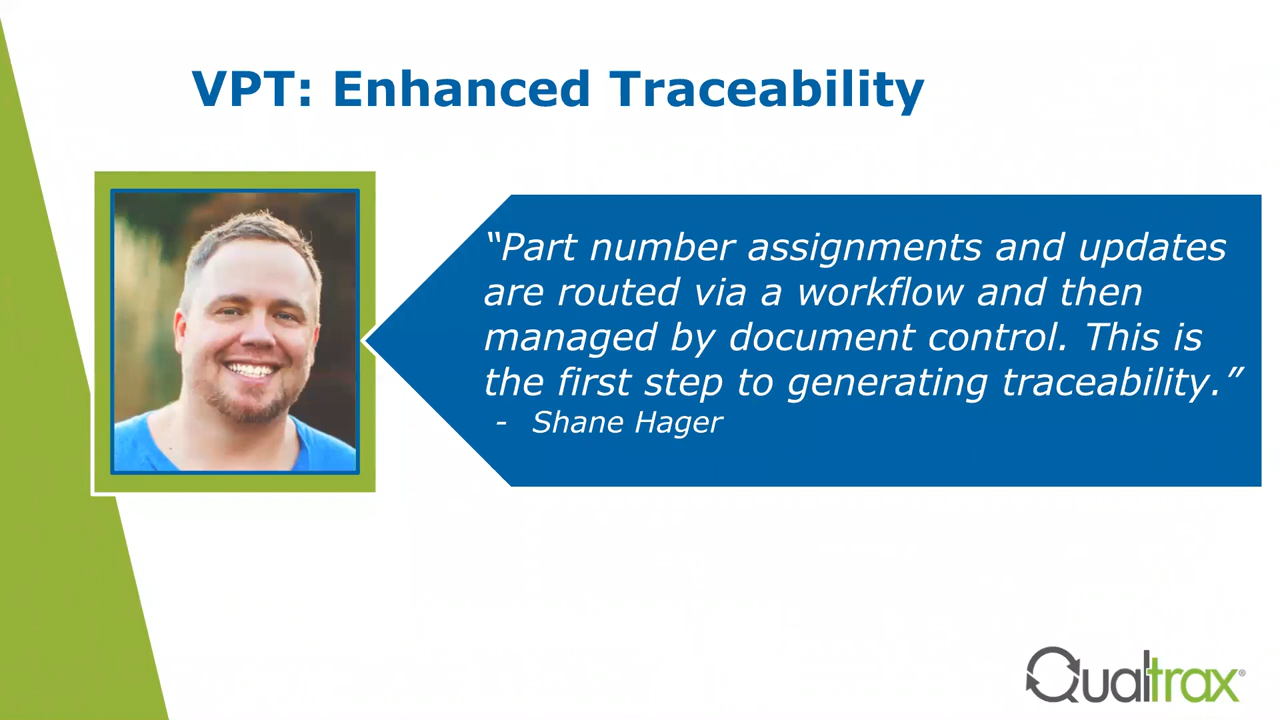 VPT: Enhanced Traceability
“Part number assignments and updates
are routed via a workflow and then
managed by document control. This is
the first step to generating traceability.”
- Shane Hager
Qualtrax®